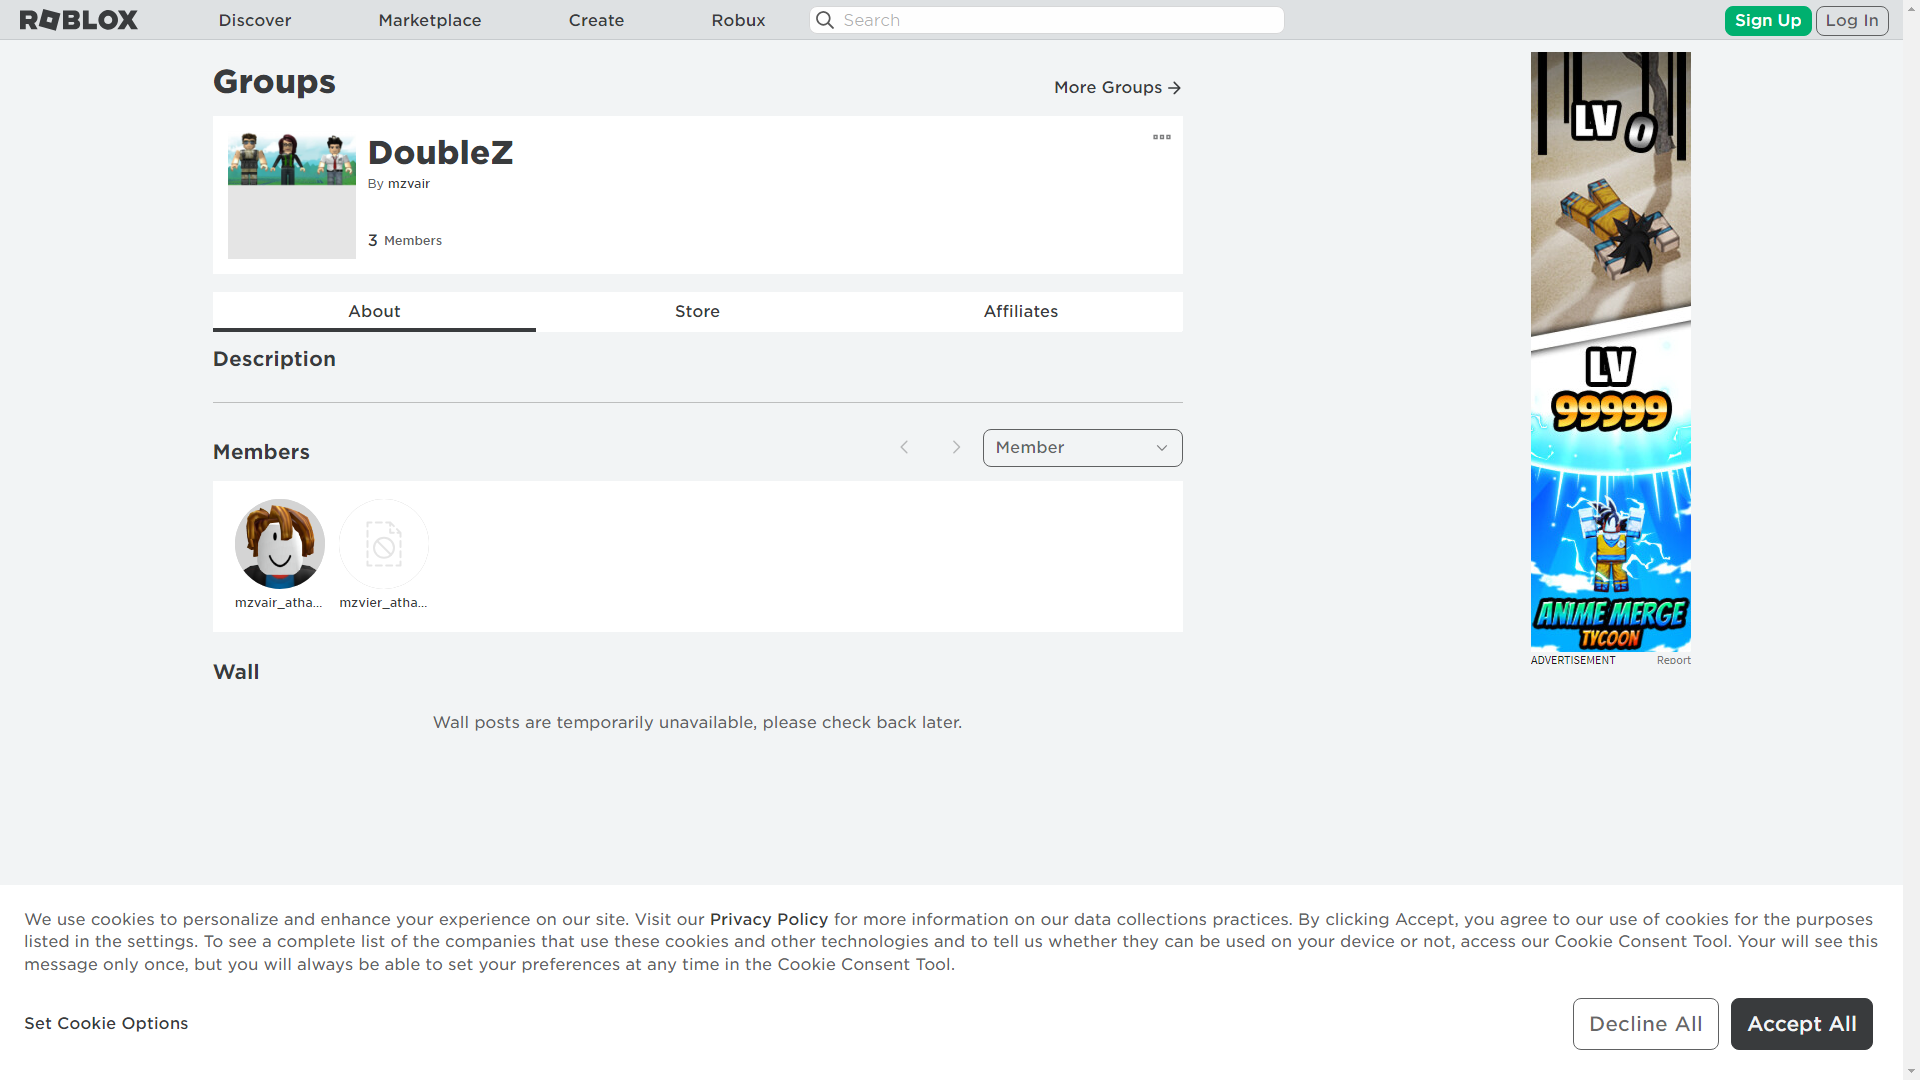 ROBLOX
Discover
Marketplace
Create
Robux
Search
Sign Up
Log In
Groups
More Groups
DoubleZ
By mzvair
3 Members
About
Store
Affiliates
Description
Members
Member
mzvair_atha...
mzvier_atha...
Wall
Wall posts are temporarily unavailable, please check back later.
LV 0
LV
99999
ANIME MERGE
TYCOON
ADVERTISEMENT
Report
We use cookies to personalize and enhance your experience on our site. Visit our Privacy Policy for more information on our data collections practices. By clicking Accept, you agree to our use of cookies for the purposes
listed in the settings. To see a complete list of the companies that use these cookies and other technologies and to tell us whether they can be used on your device or not, access our Cookie Consent Tool. Your will see this
message only once, but you will always be able to set your preferences at any time in the Cookie Consent Tool.
Set Cookie Options
Decline All
Accept All